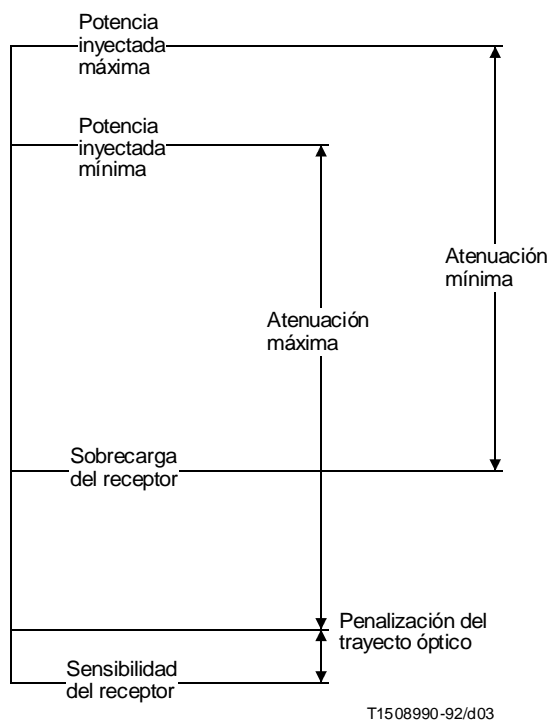 Potencia
inyectada
máxima
Potencia
inyectada
mínima
Atenuación
mínima
Atenuación
máxima
Sobrecarga
del receptor
Penalización del
trayecto óptico
Sensibilidad
del receptor
T1508990-92/d03